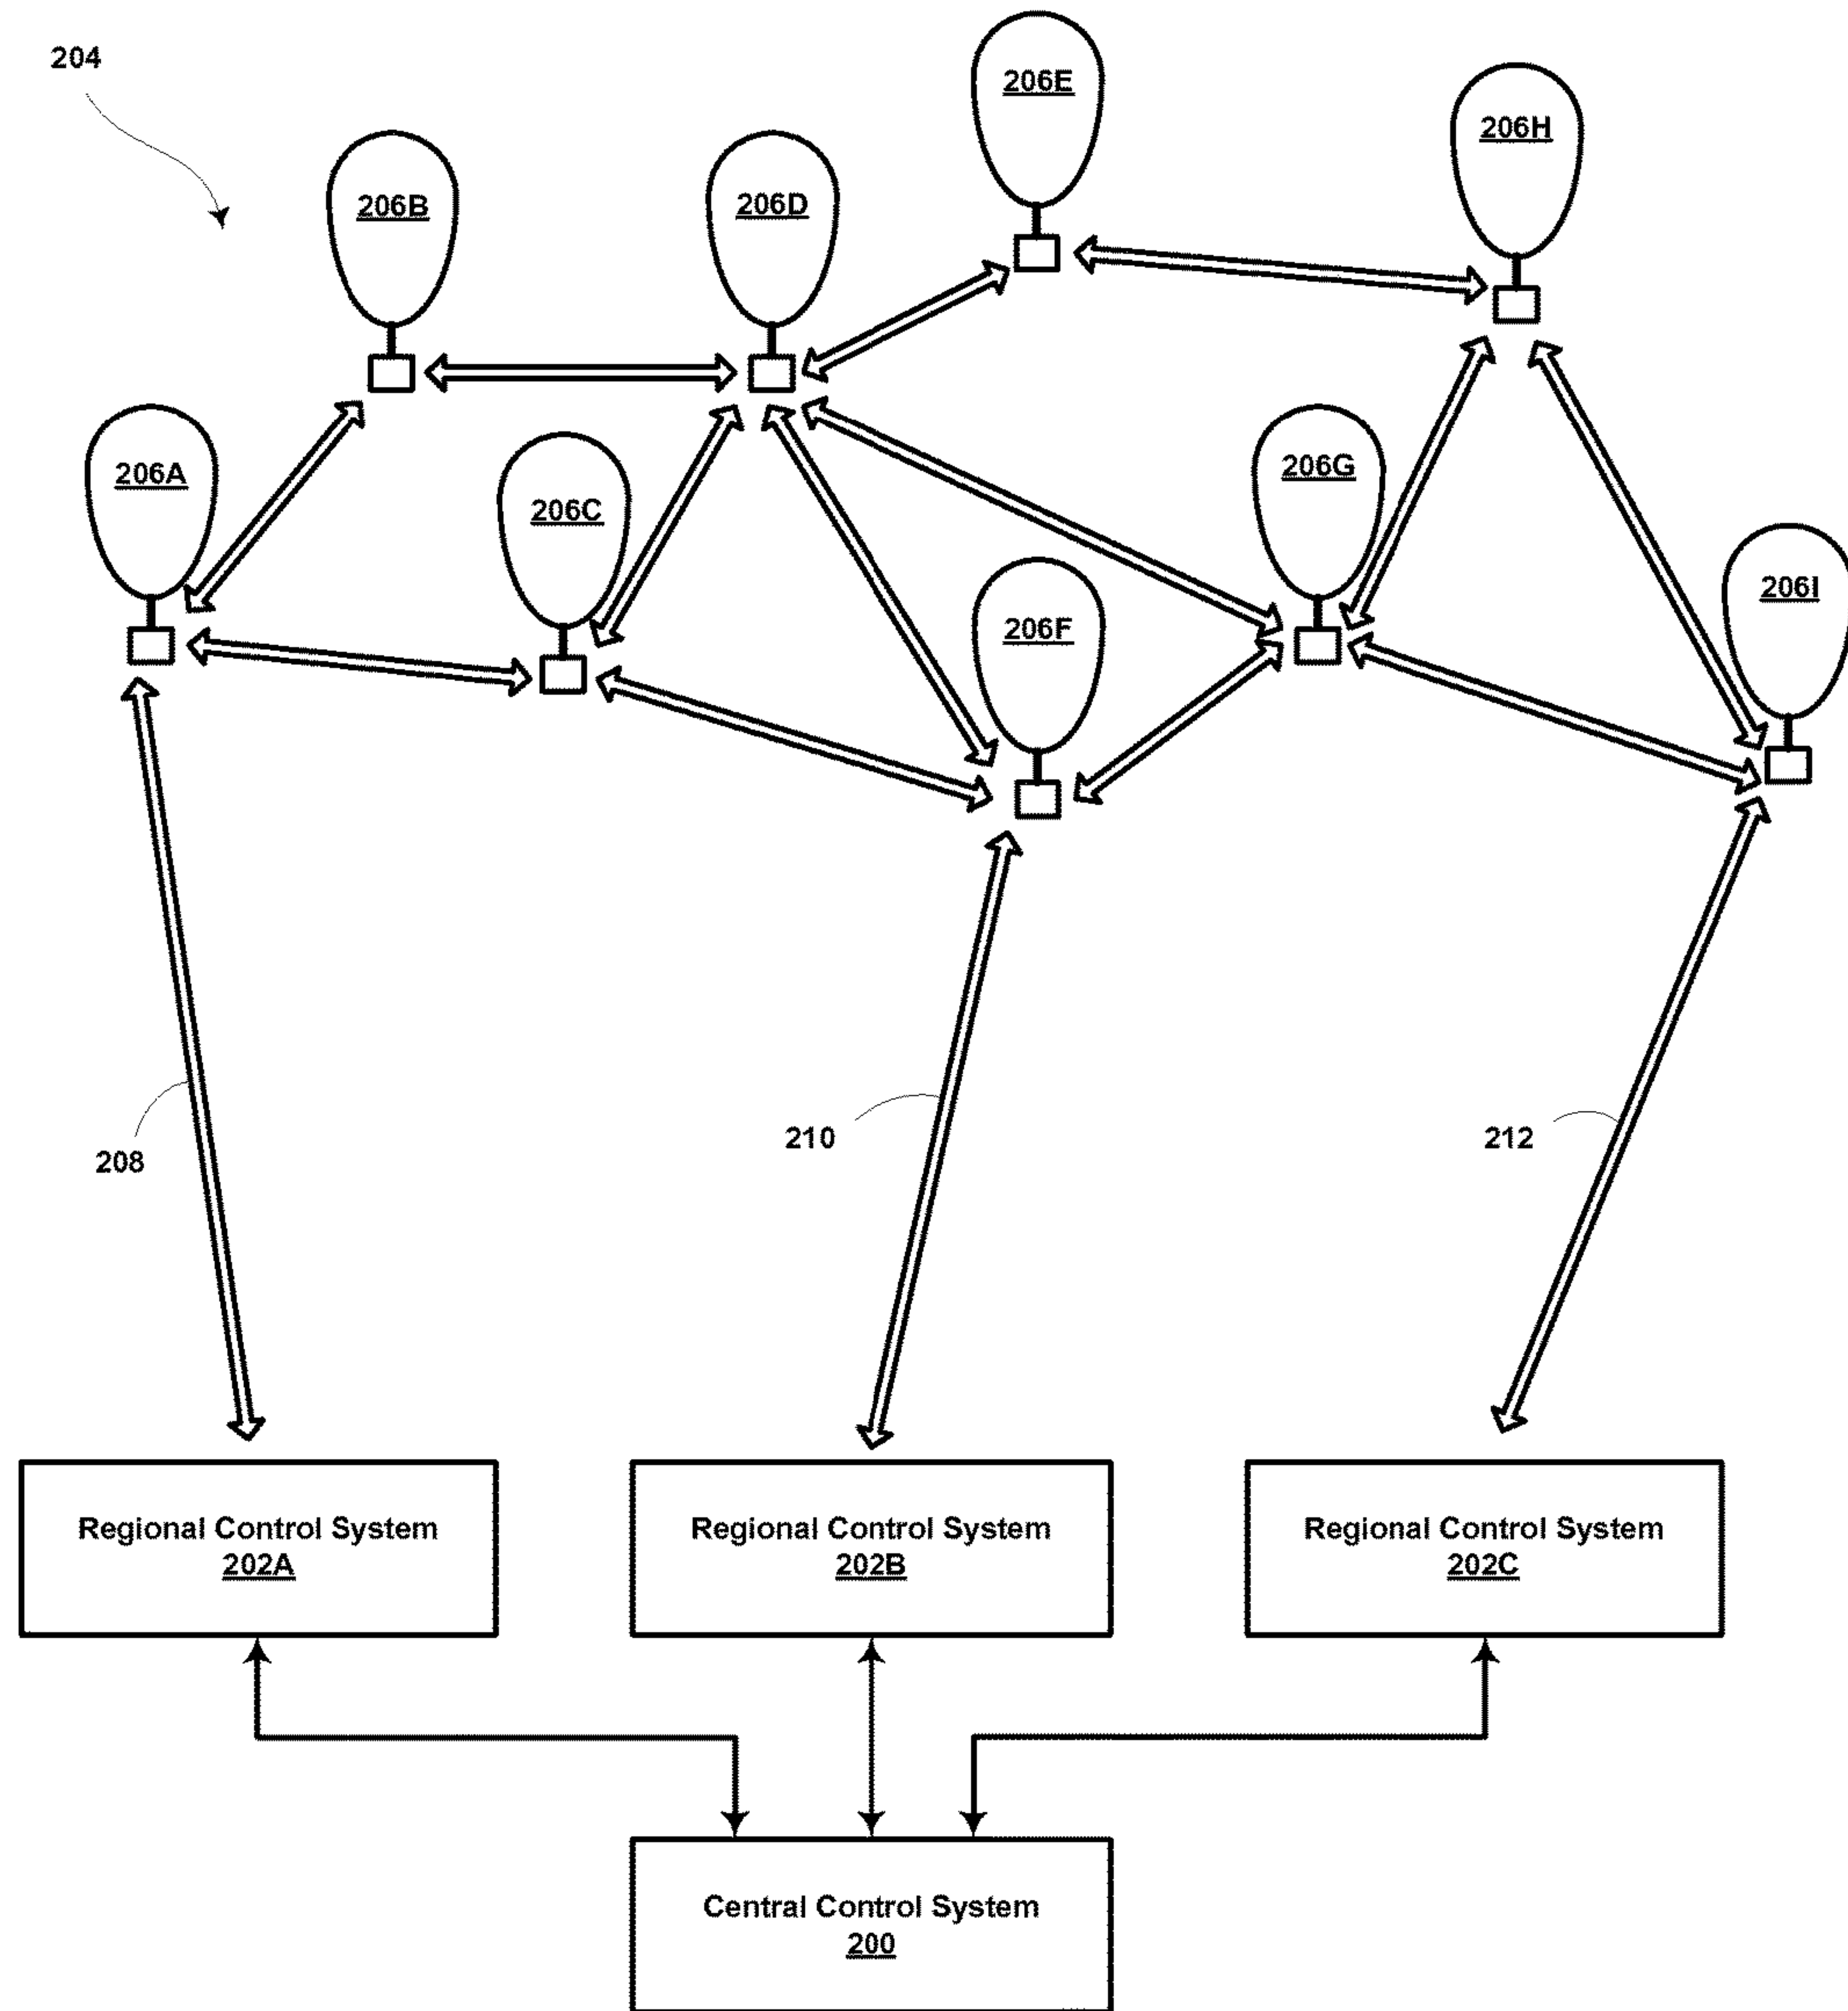 204
206E
206H
206B
206D
206A
206C
206G
206F
206I
208
210
212
Regional Control System
202A
Regional Control System
202B
Regional Control System
202C
Central Control System
200